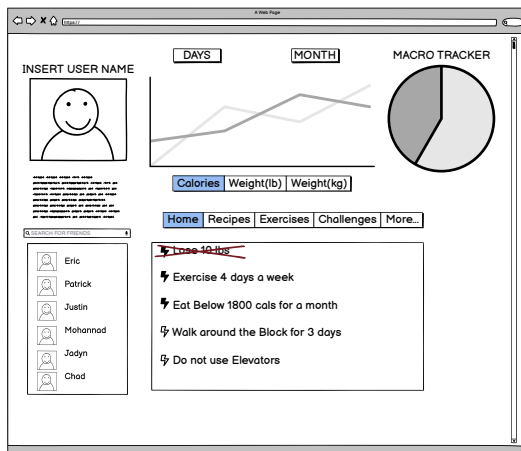 A Web Page
https://
DAYS
MONTH
MACRO TRACKER
INSERT USER NAME
Calories
Weight(lb)
Weight(kg)
SEARCH FOR FRIENDS
Home
Recipes
Exercises
Challenges
More...
Eric
Patrick
Justin
Mohannad
Jadyn
Chad
Lose 10 lbs
Exercise 4 days a week
Eat Below 1800 cals for a month
Walk around the Block for 3 days
Do not use Elevators